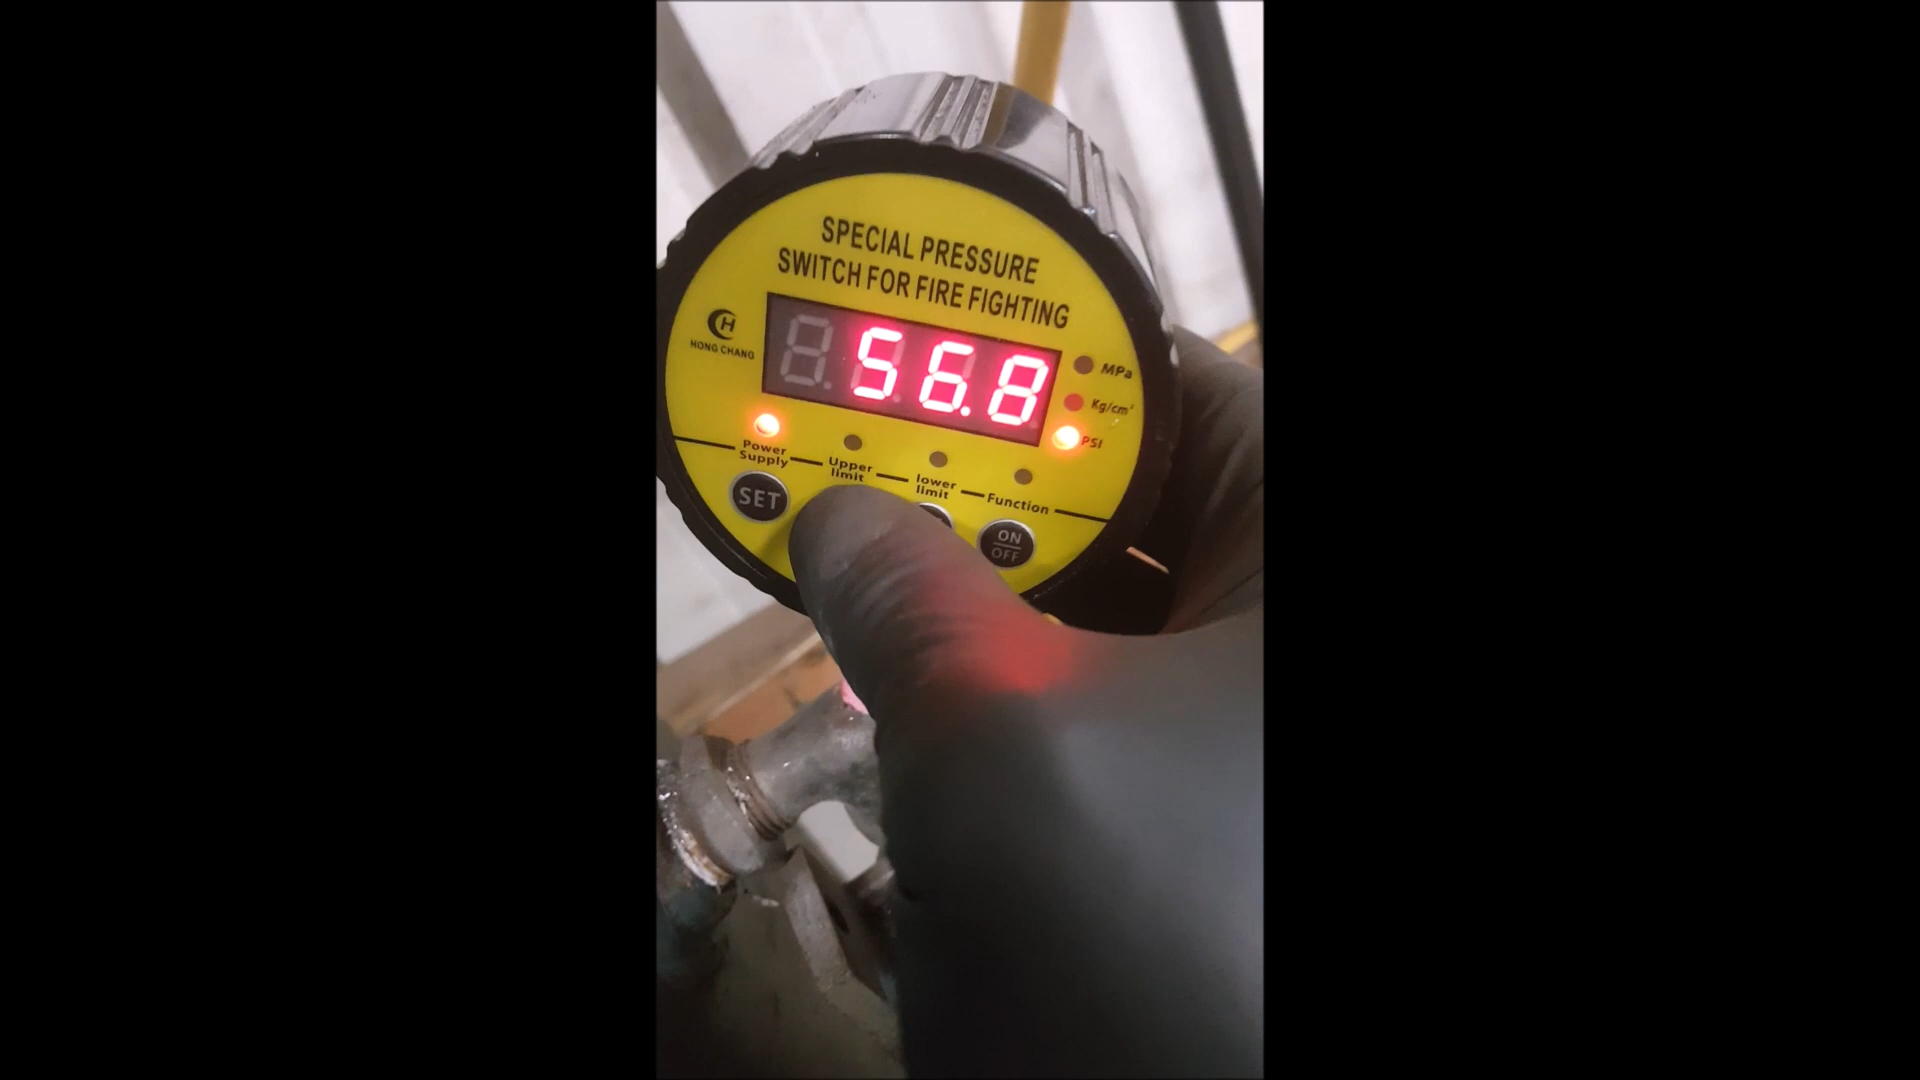 SPECIAL PRESSURE
SWITCH FOR FIRE FIGHTING
CH
HONG CHANG
56.8
MPa
Kg/cm²
PSI
Power
Supply
Upper
limit
lower
limit
Function
SET
ON
OFF